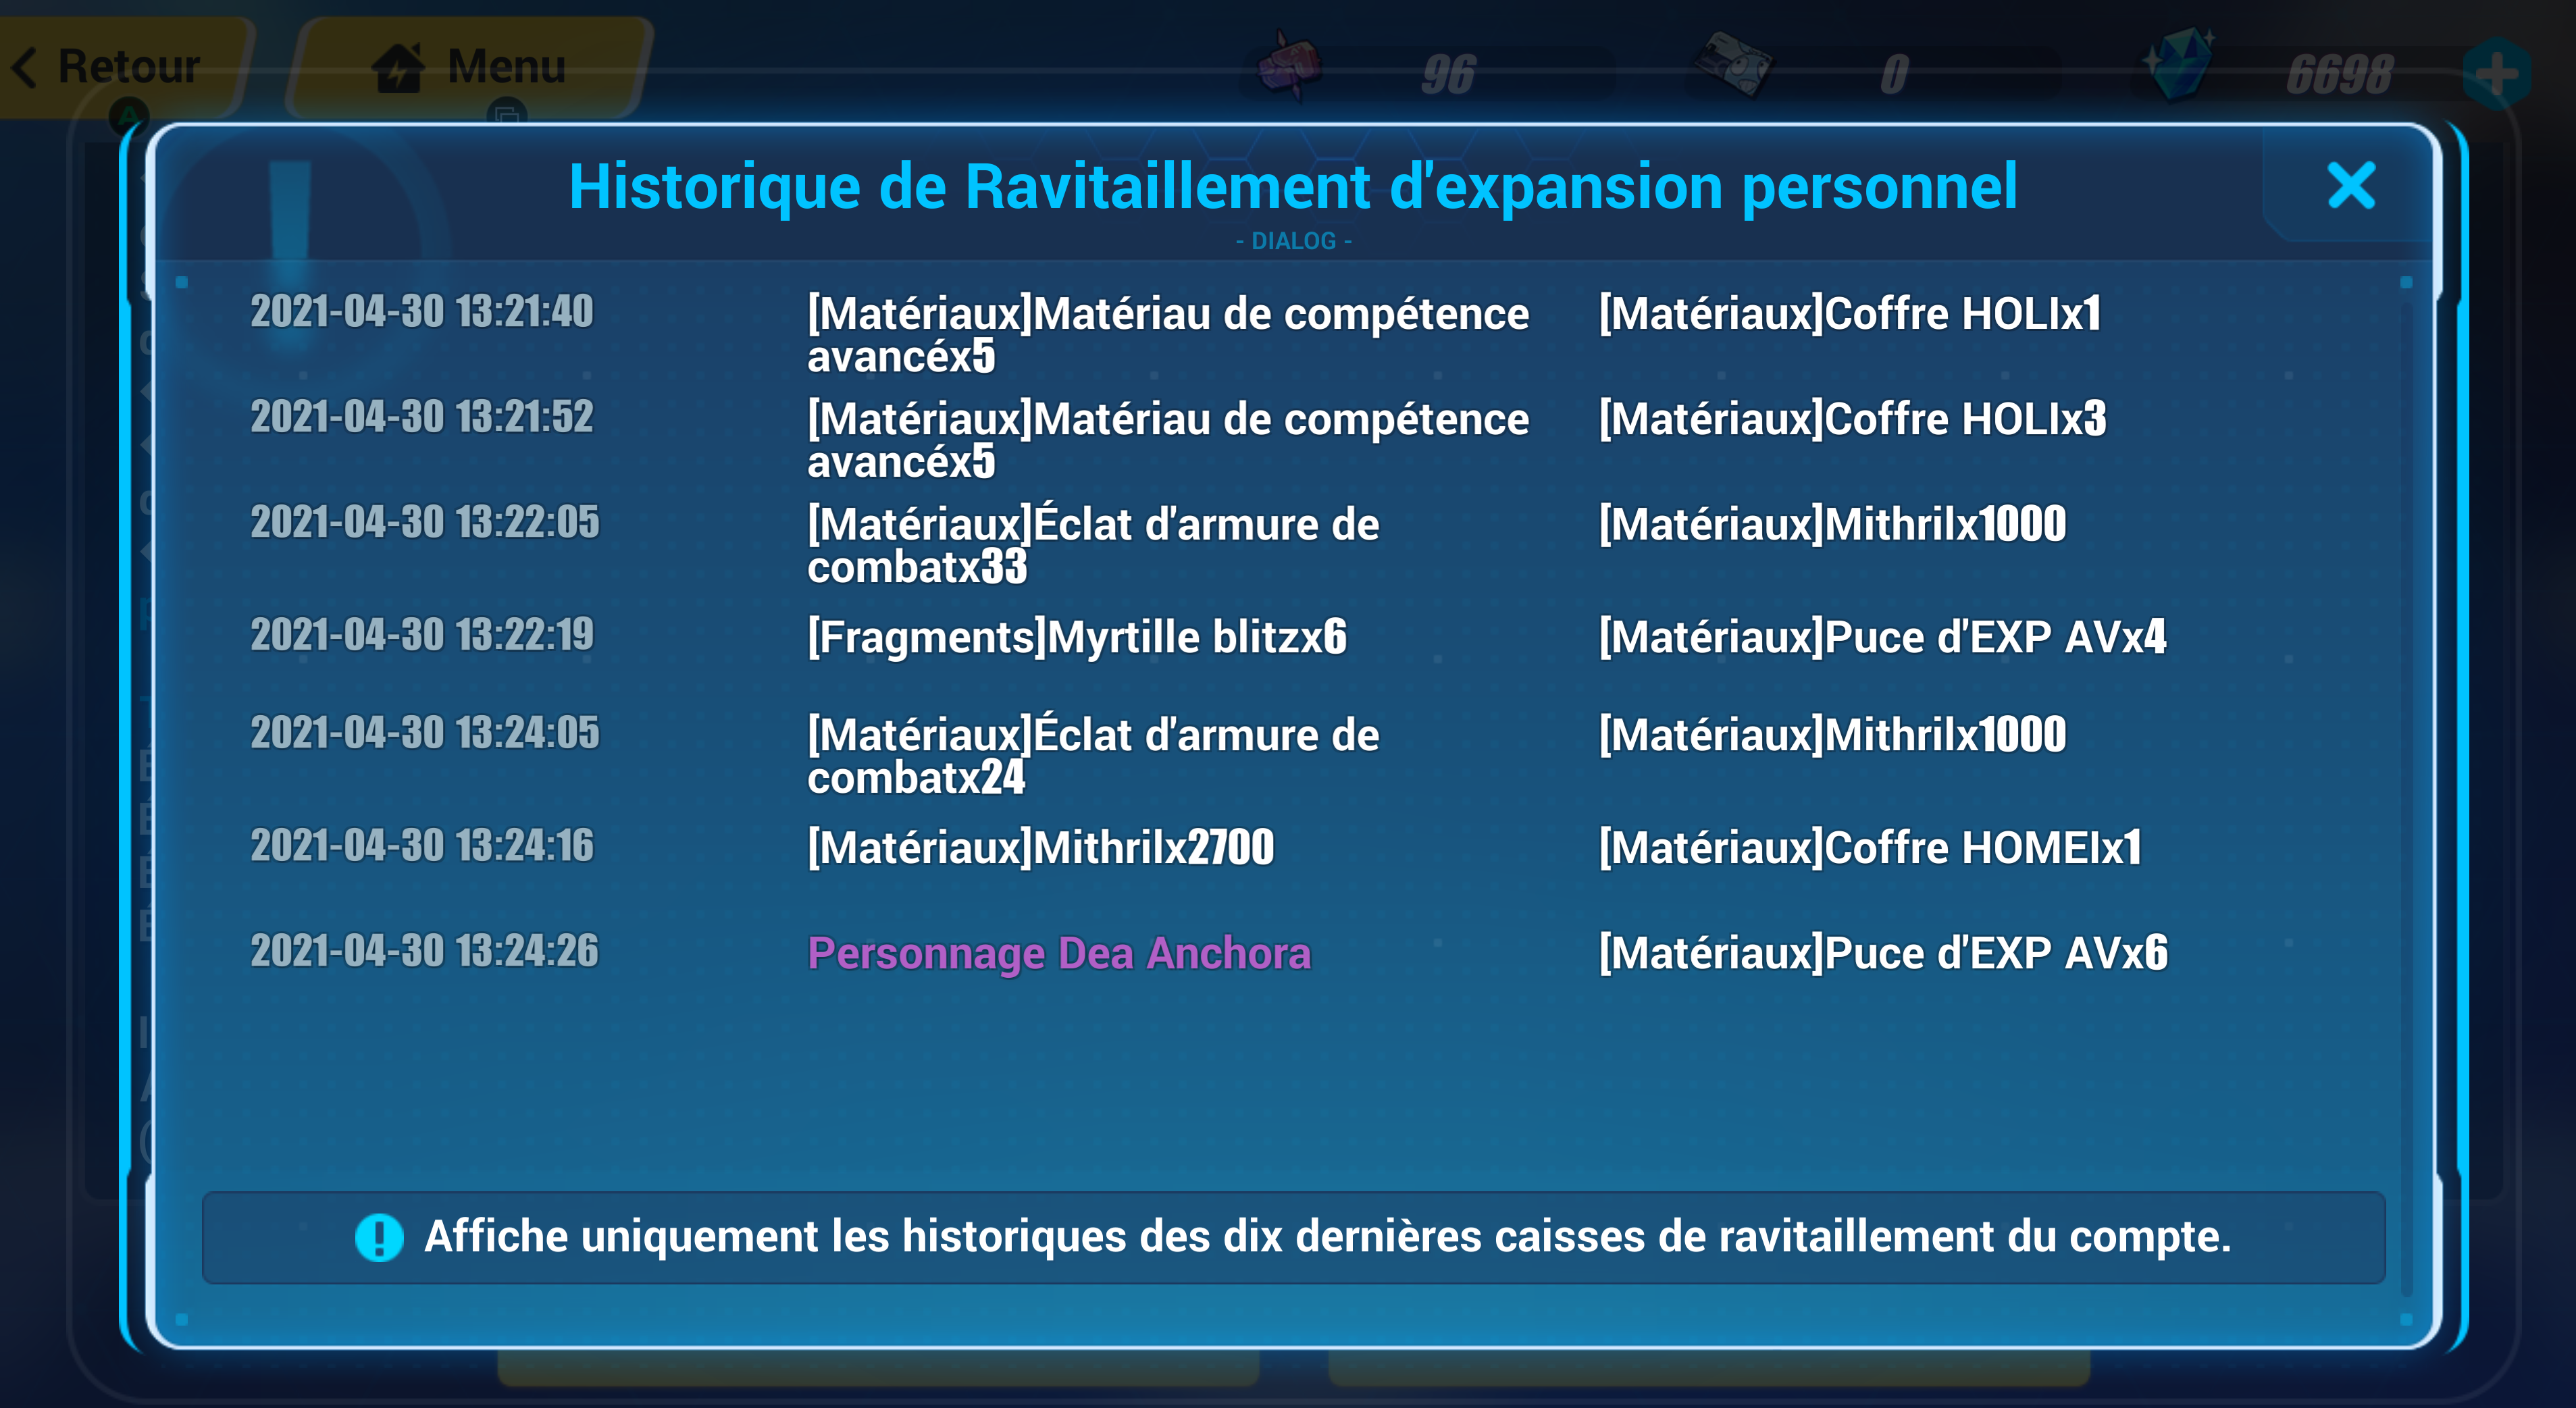 Retour
Menu
96
0
6698
A
Historique de Ravitaillement d'expansion personnel
- DIALOG -
2021-04-30 13:21:40 [Matériaux]Matériau de compétence [Matériaux]Coffre HOLIx1
avancéx5
2021-04-30 13:21:52 [Matériaux]Matériau de compétence [Matériaux]Coffre HOLIx3
avancéx5
2021-04-30 13:22:05 [Matériaux]Éclat d'armure de [Matériaux]Mithrilx1000
combatx33
2021-04-30 13:22:19 [Fragments]Myrtille blitzx6 [Matériaux]Puce d'EXP AVx4
2021-04-30 13:24:05 [Matériaux]Éclat d'armure de [Matériaux]Mithrilx1000
combatx24
2021-04-30 13:24:16 [Matériaux]Mithrilx2700 [Matériaux]Coffre HOMEIx1
2021-04-30 13:24:26 Personnage Dea Anchora [Matériaux]Puce d'EXP AVx6
Affiche uniquement les historiques des dix dernières caisses de ravitaillement du compte.